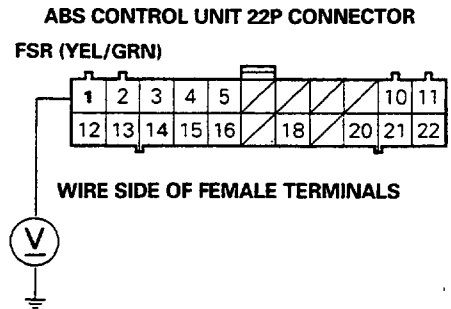 ABS CONTROL UNIT 22P CONNECTOR
FSR (YEL/GRN)
1 2 3 4 5 10 11
12 13 14 15 16 18 20 21 22
WIRE SIDE OF FEMALE TERMINALS
V